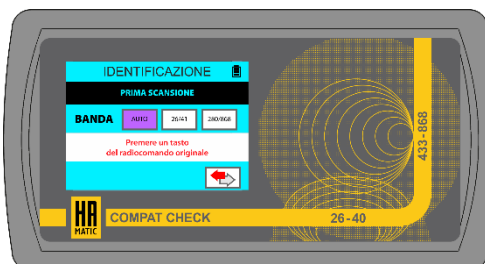 IDENTIFICAZIONE
PRIMA SCANSIONE
BANDA AUTO 26/41 280/868
Premere un tasto
del radiocomando originale
433-868
HR
MATIC
COMPAT CHECK 26-40